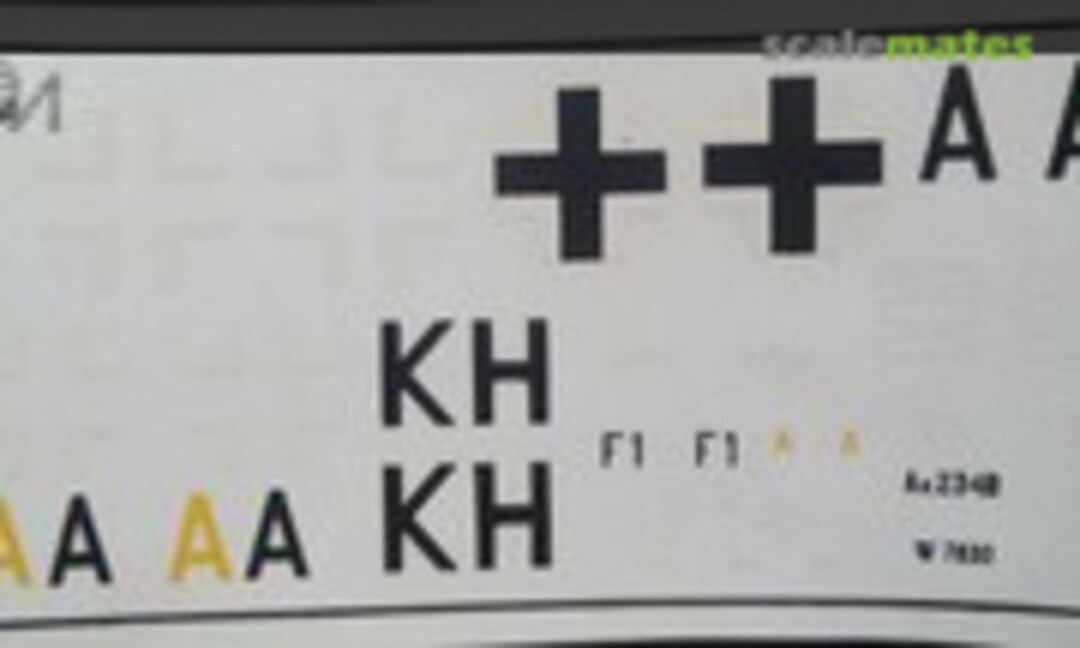 scalemates
A A
KH
F1 F1 A A
KH
A A A A